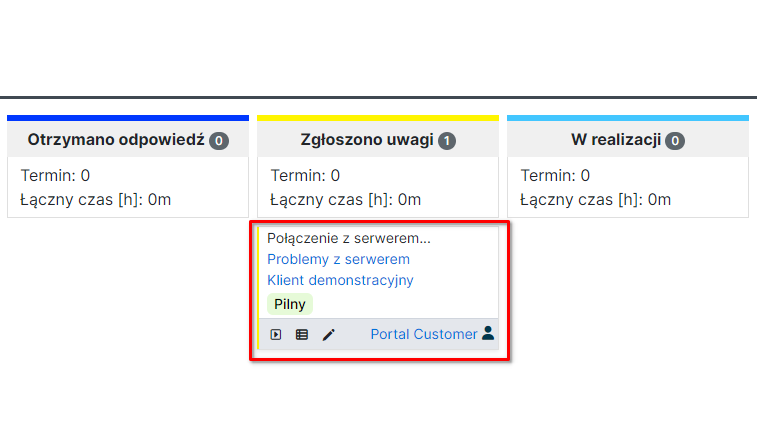 Otrzymano odpowiedź 0
Termin: 0
Łączny czas [h]: 0m
Zgłoszono uwagi 1
Termin: 0
Łączny czas [h]: 0m
Połączenie z serwerem...
Problemy z serwerem
Klient demonstracyjny
Pilny
Portal Customer
W realizacji 0
Termin: 0
Łączny czas [h]: 0m